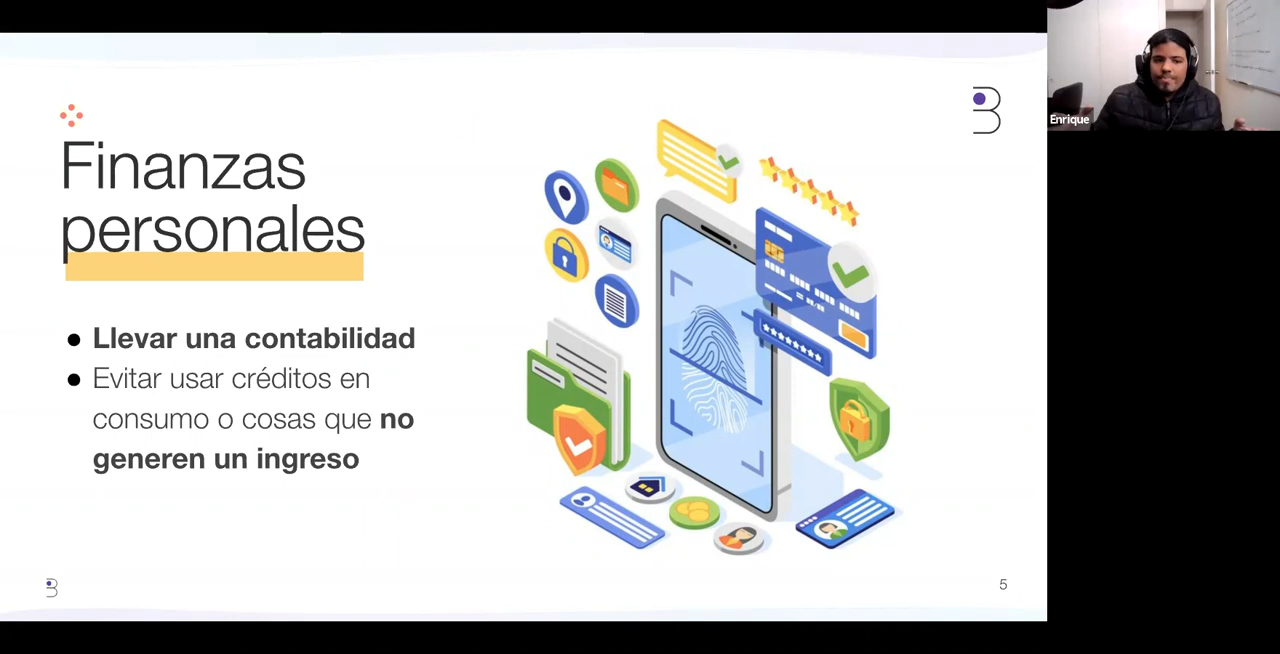 Finanzas
personales
● Llevar una contabilidad
● Evitar usar créditos en
consumo o cosas que no
generen un ingreso
5
Enrique